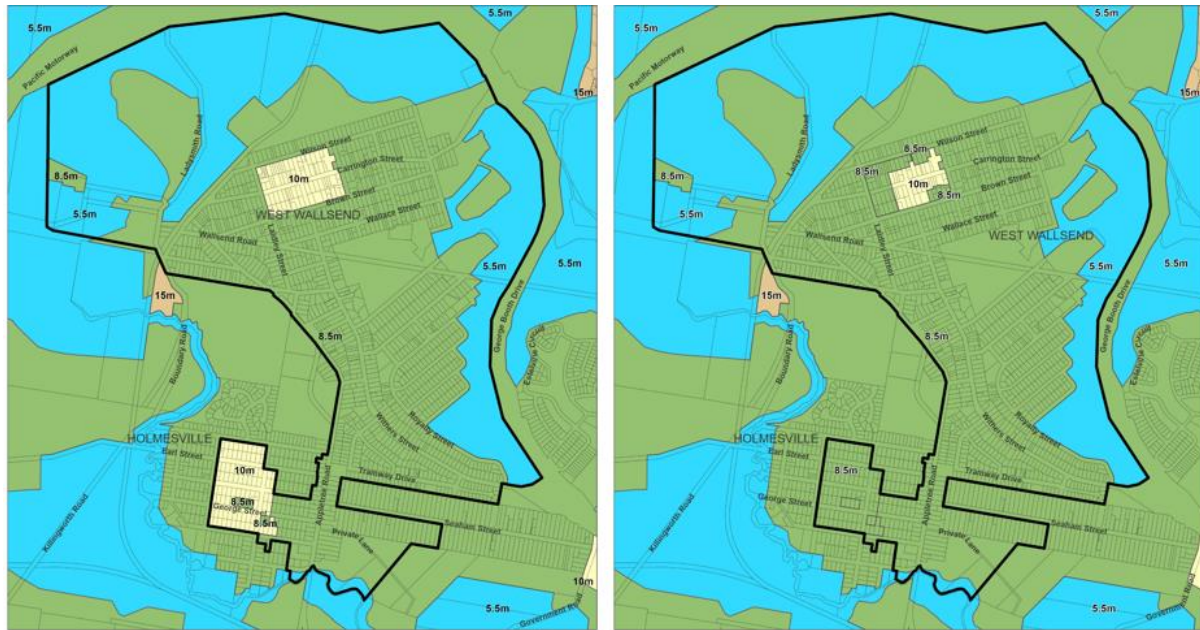 5.5m
5.5m
Pacific Motorway
15m
Ladysmith Road
Wilson Street
Carrington Street
10m
8.5m
Brown Street
5.5m
WEST WALLSEND
Wallace Street
Wallsend Road
Laidley Street
5.5m
5.5m
15m
George Booth Drive
8.5m
Boundary Road
Withers Street
Royalty Street
HOLMESVILLE
Earl Street
10m
Tramway Drive
Appletree Road
8.5m
George Street
8.5m
Seaham Street
Killingworth Road
Private Lane
10m
5.5m
Government Road
5.5m
5.5m
Pacific Motorway
15m
Ladysmith Road
8.5m
Wilson Street
8.5m
Carrington Street
10m
8.5m
8.5m
Brown Street
5.5m
Wallace Street
WEST WALLSEND
Wallsend Road
Laidley Street
5.5m
5.5m
15m
George Booth Drive
8.5m
Boundary Road
Withers Street
Royalty Street
HOLMESVILLE
Earl Street
8.5m
Tramway Drive
Appletree Road
George Street
Seaham Street
Killingworth Road
Private Lane
10m
5.5m
Government Road